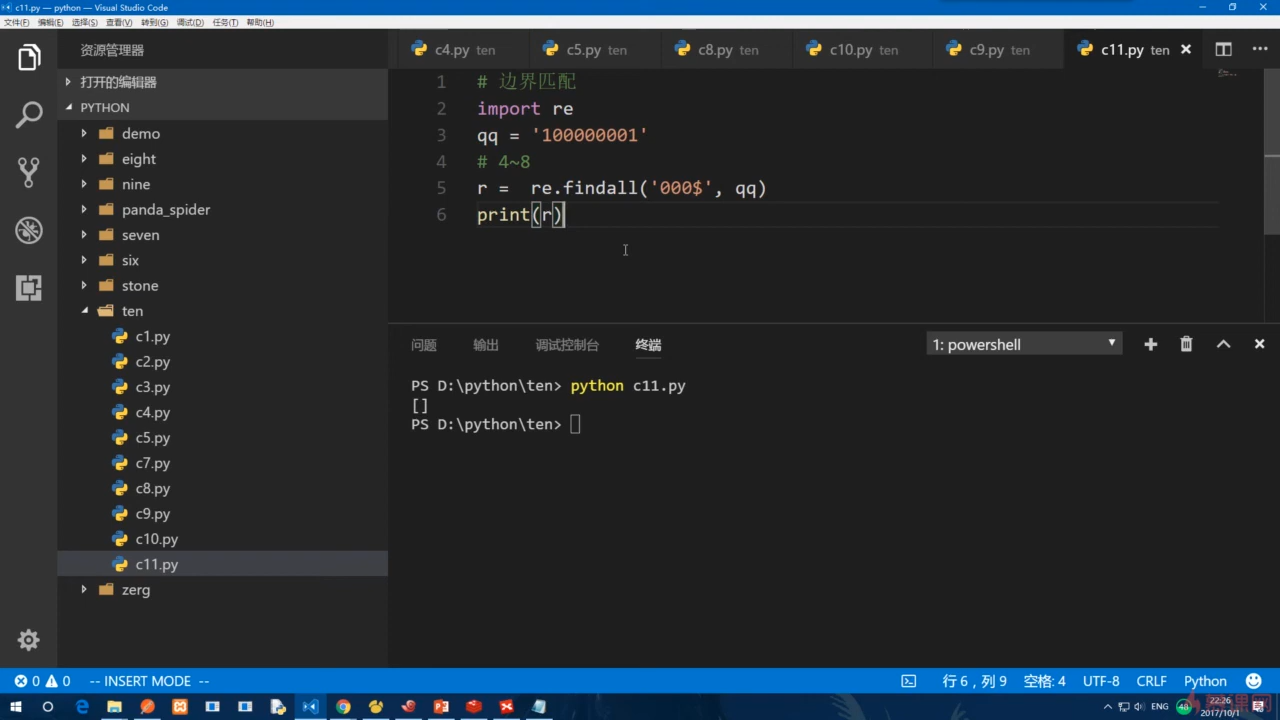 c11.py — python — Visual Studio Code
文件(F) 编辑(E) 选择(S) 查看(V) 转到(G) 调试(D) 任务(T) 帮助(H)
资源管理器
c4.py ten c5.py ten c8.py ten c10.py ten c9.py ten c11.py ten
打开的编辑器
PYTHON
demo
eight
nine
panda_spider
seven
six
stone
ten
c1.py
c2.py
c3.py
c4.py
c5.py
c7.py
c8.py
c9.py
c10.py
c11.py
zerg
1 # 边界匹配
2 import re
3 qq = '100000001'
4 # 4~8
5 r =  re.findall('000$', qq)
6 print(r)
问题 输出 调试控制台 终端 1: powershell
PS D:\python\ten> python c11.py
[]
PS D:\python\ten>
0 0 -- INSERT MODE -- 行 6，列 9 空格: 4 UTF-8 CRLF Python
ENG 48 22:26
2017/10/1